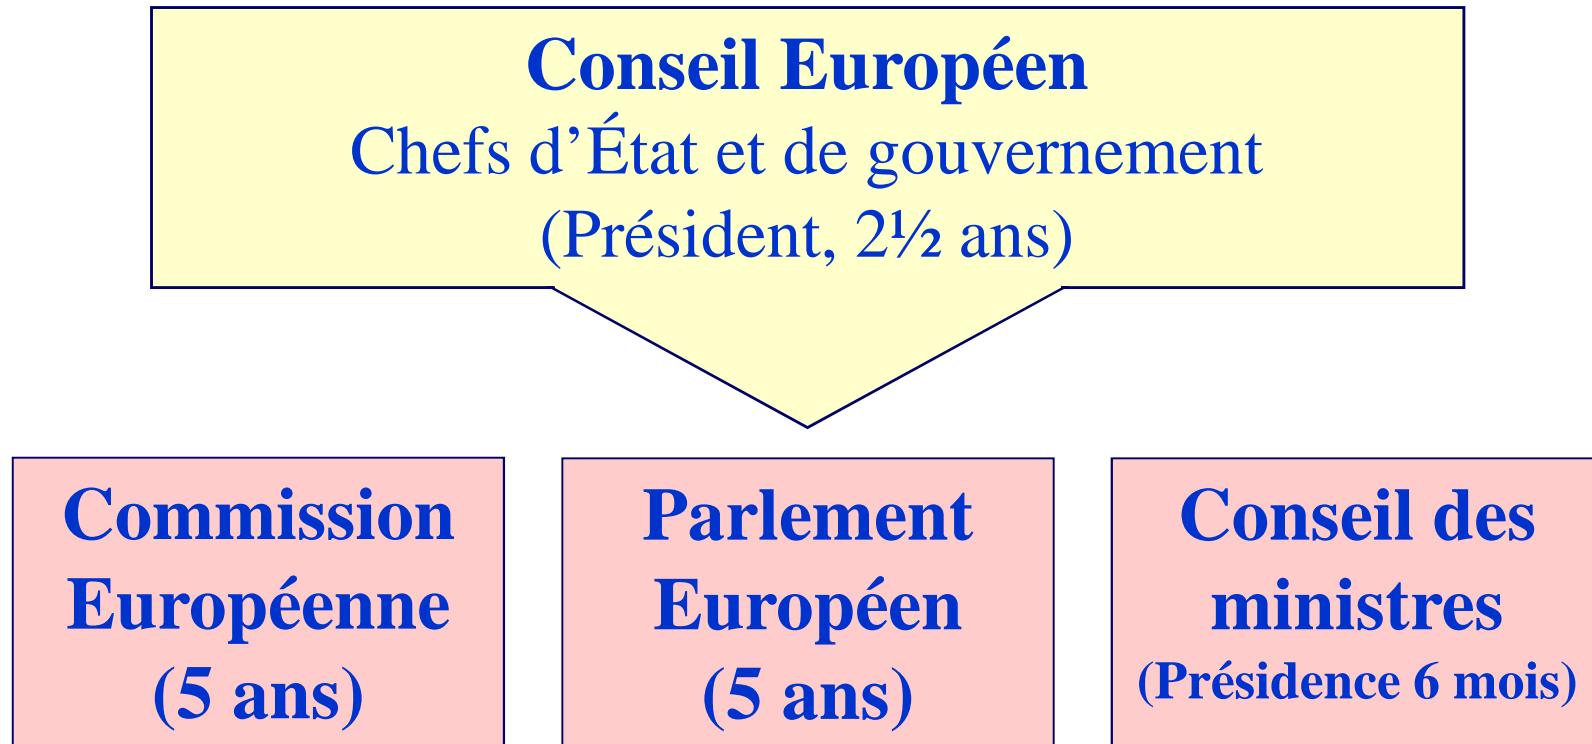 Conseil Européen
Chefs d’État et de gouvernement
(Président, 2½ ans)
Commission
Européenne
(5 ans)
Parlement
Européen
(5 ans)
Conseil des
ministres
(Présidence 6 mois)